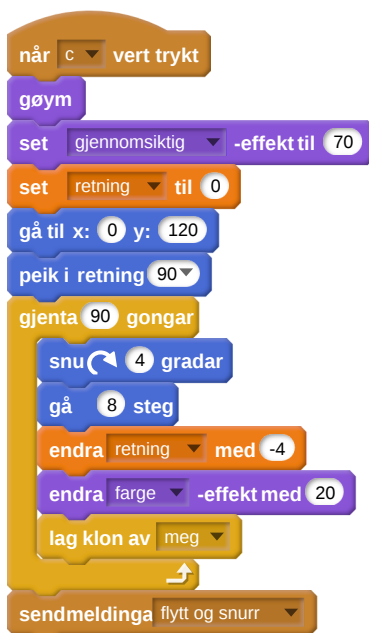 når c vert trykt
gøym
set gjennomsiktig -effekt til 70
set retning til 0
gå til x: 0 y: 120
peik i retning 90
gjenta 90 gongar
snu 4 gradar
gå 8 steg
endra retning med -4
endra farge -effekt med 20
lag klon av meg
sendmeldinga flytt og snurr